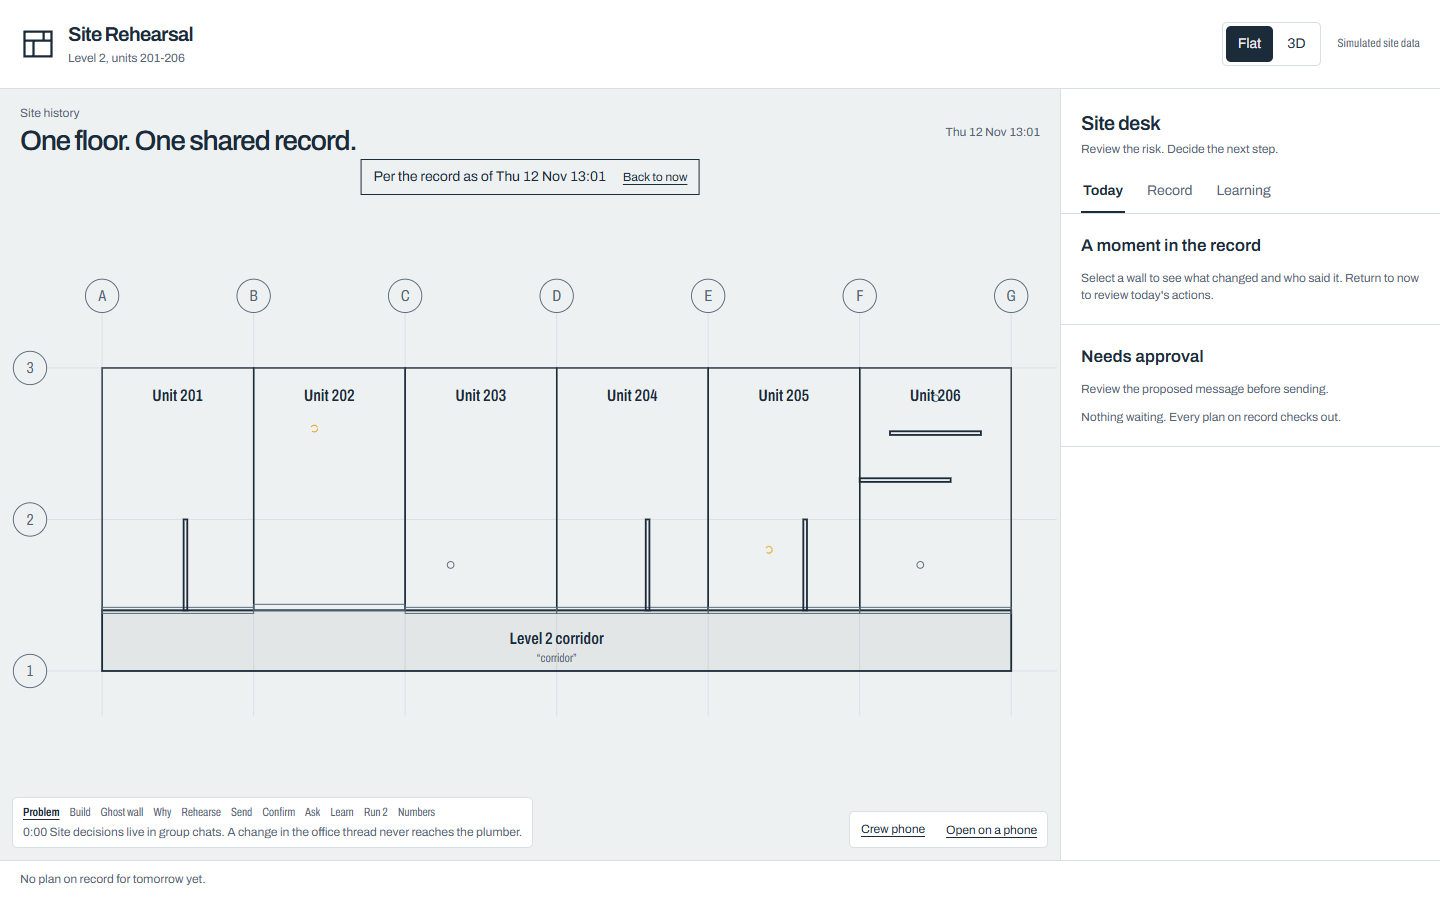 Site Rehearsal
Level 2, units 201-206
Flat
3D
Simulated site data
Site history
One floor. One shared record.
Thu 12 Nov 13:01
Per the record as of Thu 12 Nov 13:01
Back to now
A
B
C
D
E
F
G
3
Unit 201
Unit 202
Unit 203
Unit 204
Unit 205
Unit 206
2
Level 2 corridor
“corridor”
1
Problem
Build
Ghost wall
Why
Rehearse
Send
Confirm
Ask
Learn
Run 2
Numbers
0:00 Site decisions live in group chats. A change in the office thread never reaches the plumber.
Crew phone
Open on a phone
No plan on record for tomorrow yet.
Site desk
Review the risk. Decide the next step.
Today
Record
Learning
A moment in the record
Select a wall to see what changed and who said it. Return to now
to review today's actions.
Needs approval
Review the proposed message before sending.
Nothing waiting. Every plan on record checks out.